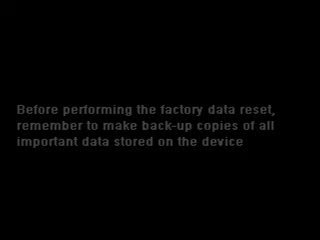 Before performing the factory data reset,
remember to make back-up copies of all
important data stored on the device